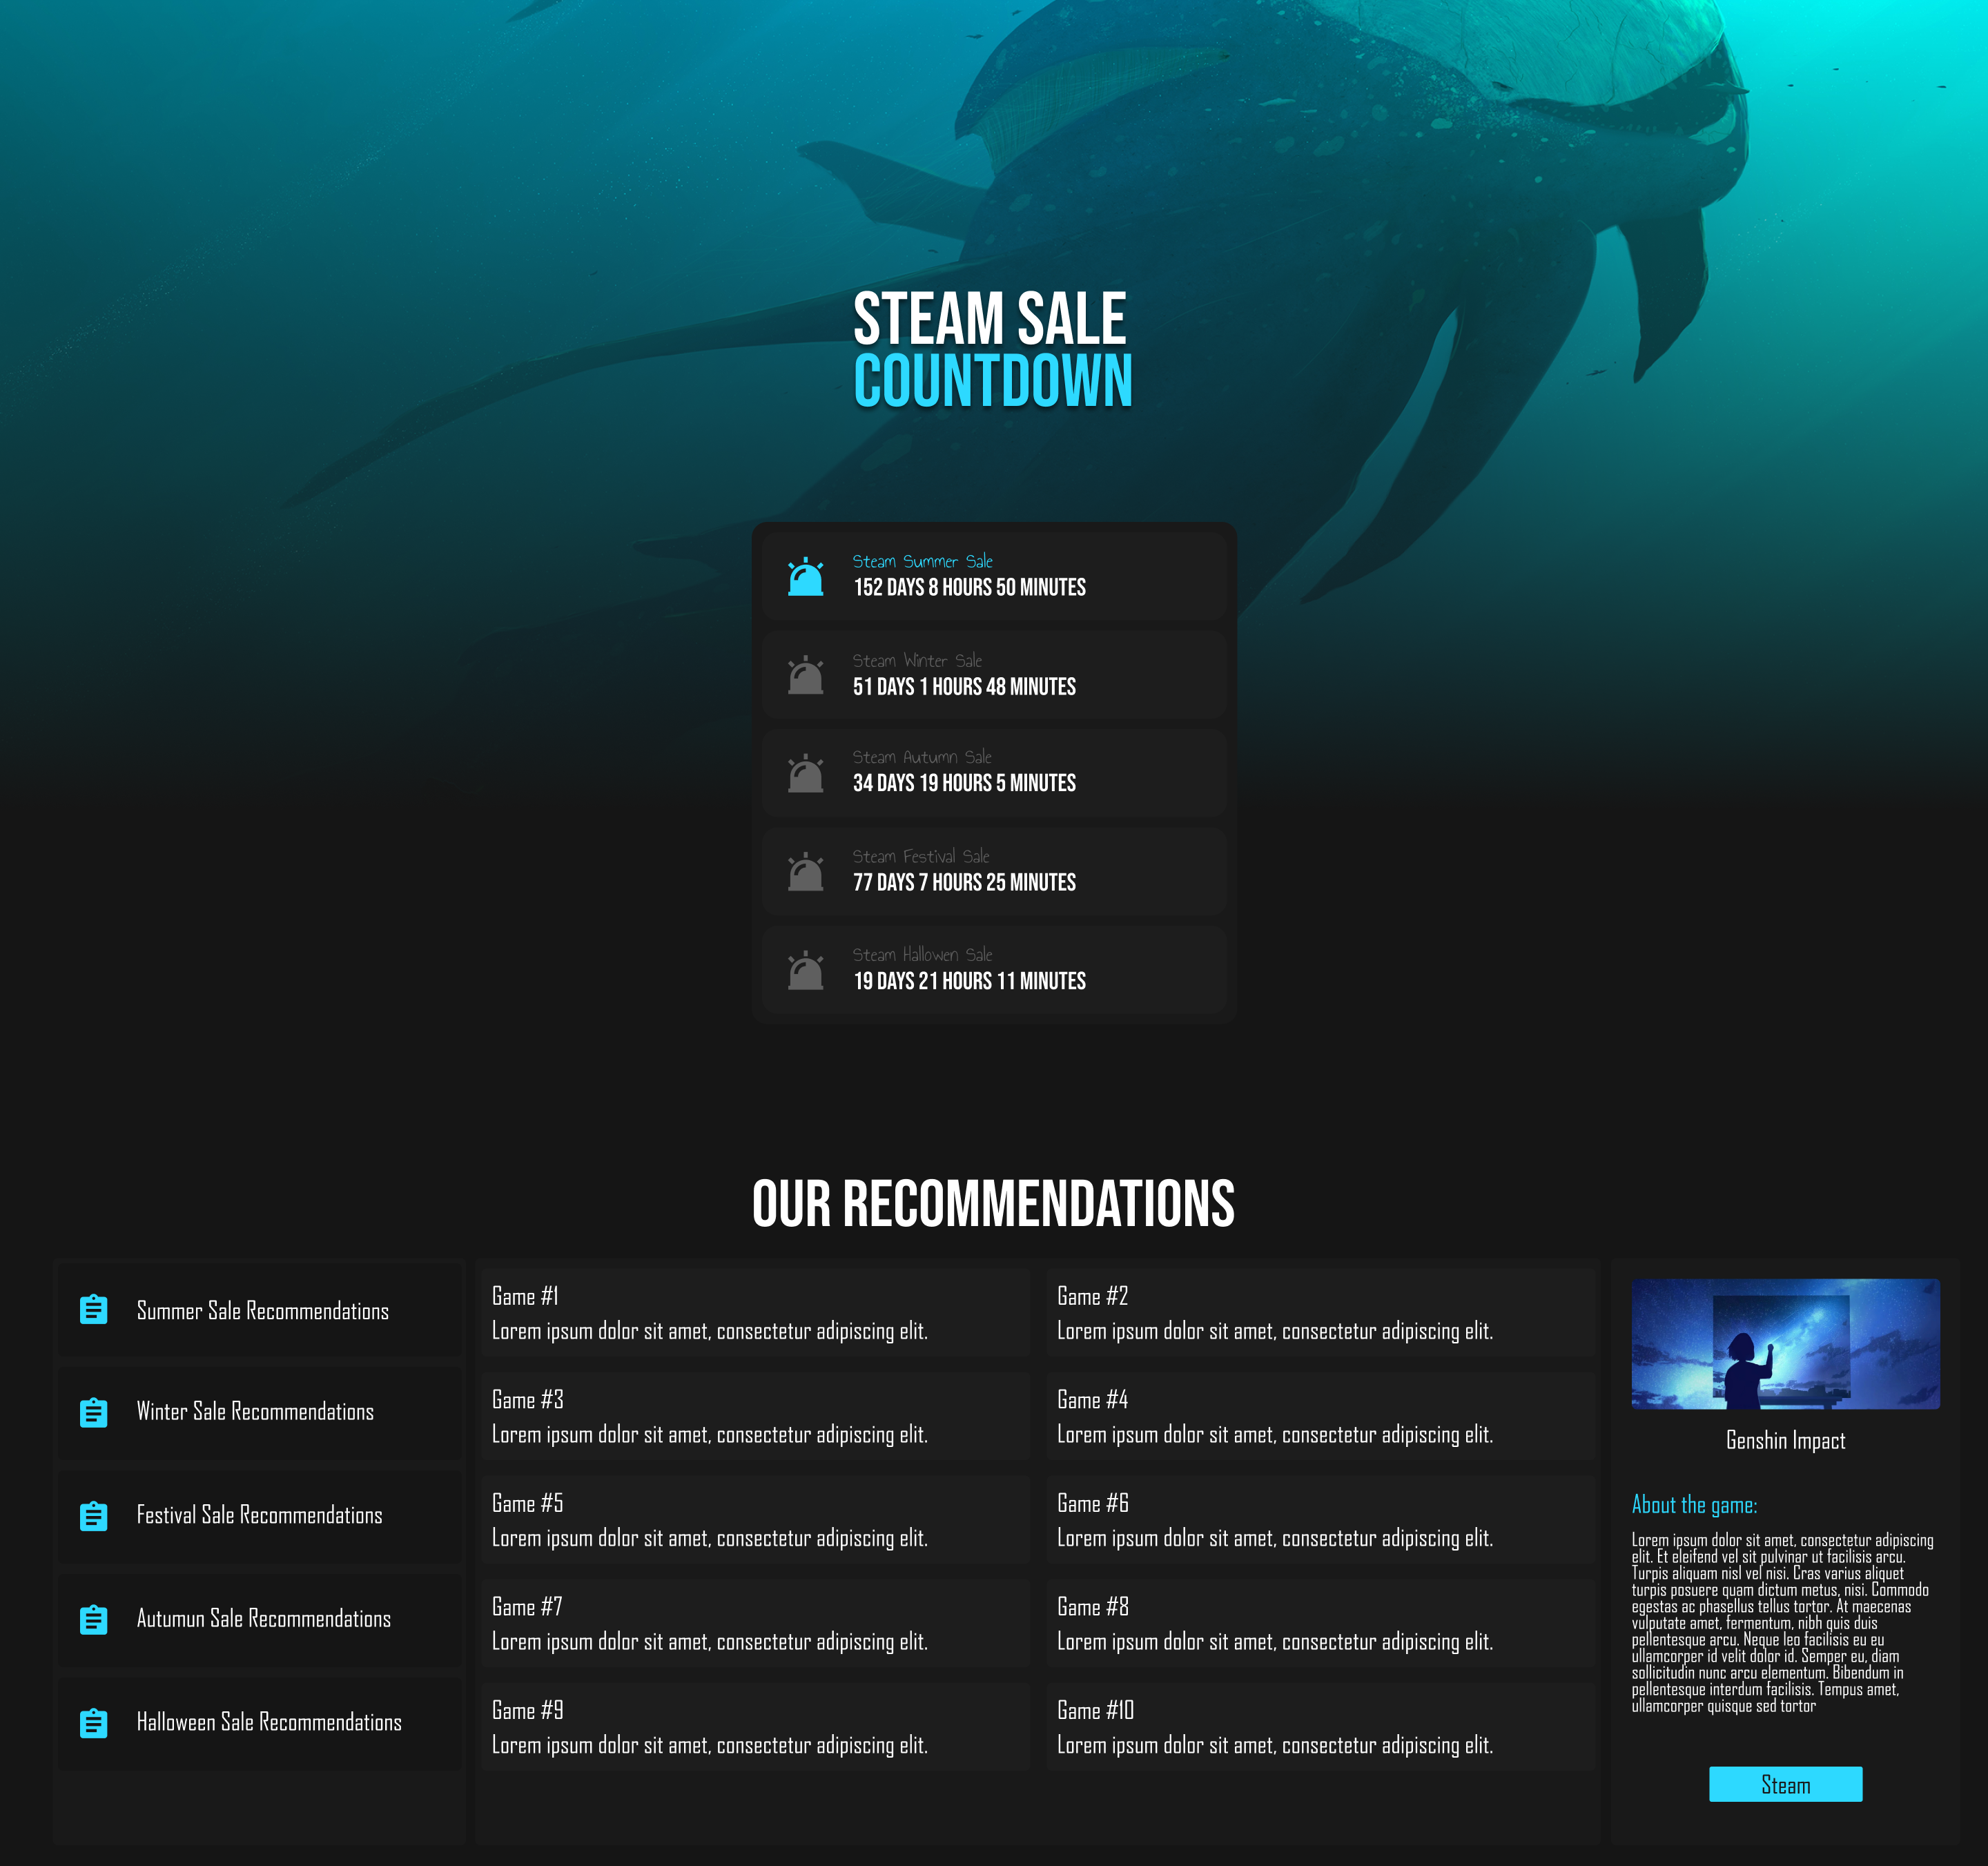 STEAM SALE
COUNTDOWN
Steam Summer Sale
152 DAYS 8 HOURS 50 MINUTES
Steam Winter Sale
51 DAYS 1 HOURS 48 MINUTES
Steam Autumn Sale
34 DAYS 19 HOURS 5 MINUTES
Steam Festival Sale
77 DAYS 7 HOURS 25 MINUTES
Steam Hallowen Sale
19 DAYS 21 HOURS 11 MINUTES
OUR RECOMMENDATIONS
Summer Sale Recommendations
Winter Sale Recommendations
Festival Sale Recommendations
Autumun Sale Recommendations
Halloween Sale Recommendations
Game #1
Lorem ipsum dolor sit amet, consectetur adipiscing elit.
Game #2
Lorem ipsum dolor sit amet, consectetur adipiscing elit.
Game #3
Lorem ipsum dolor sit amet, consectetur adipiscing elit.
Game #4
Lorem ipsum dolor sit amet, consectetur adipiscing elit.
Game #5
Lorem ipsum dolor sit amet, consectetur adipiscing elit.
Game #6
Lorem ipsum dolor sit amet, consectetur adipiscing elit.
Game #7
Lorem ipsum dolor sit amet, consectetur adipiscing elit.
Game #8
Lorem ipsum dolor sit amet, consectetur adipiscing elit.
Game #9
Lorem ipsum dolor sit amet, consectetur adipiscing elit.
Game #10
Lorem ipsum dolor sit amet, consectetur adipiscing elit.
Genshin Impact
About the game:
Lorem ipsum dolor sit amet, consectetur adipiscing
elit. Et eleifend vel sit pulvinar ut facilisis arcu.
Turpis aliquam nisl vel nisi. Cras varius aliquet
turpis posuere quam dictum metus, nisi. Commodo
egestas ac phasellus tellus tortor. At maecenas
vulputate amet, fermentum, nibh quis duis
pellentesque arcu. Neque leo facilisis eu eu
ullamcorper id velit dolor id. Semper eu, diam
sollicitudin nunc arcu elementum. Bibendum in
pellentesque interdum facilisis. Tempus amet,
ullamcorper quisque sed tortor
Steam